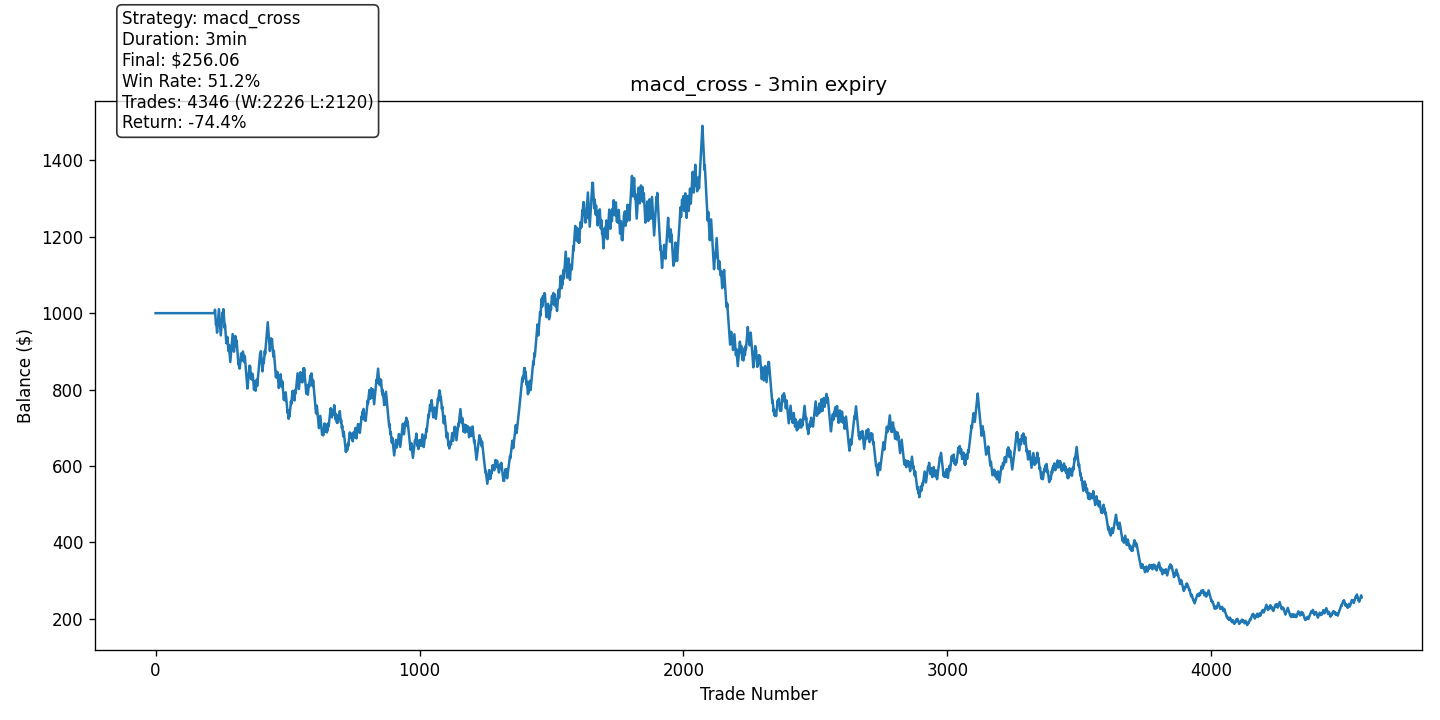 Strategy: macd_cross
Duration: 3min
Final: $256.06
Win Rate: 51.2%
Trades: 4346 (W:2226 L:2120)
Return: -74.4%
macd_cross - 3min expiry
Balance ($)
1400
1200
1000
800
600
400
200
0
1000
2000
3000
4000
Trade Number